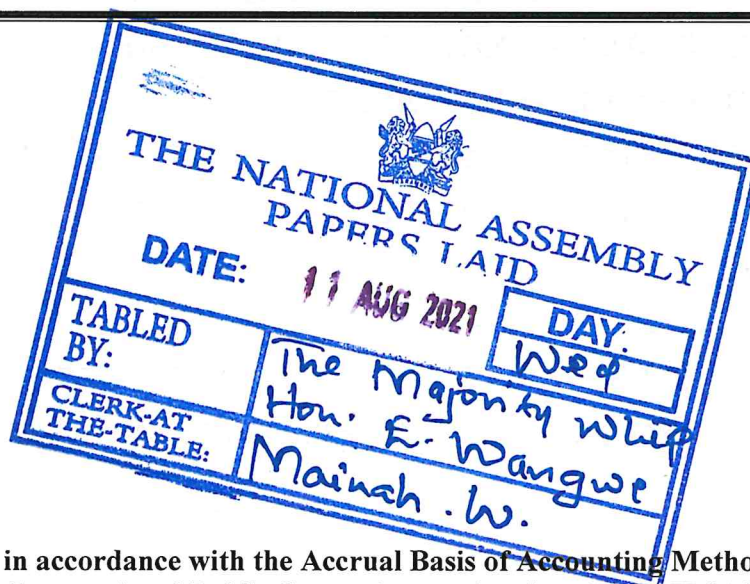 THE NATIONAL ASSEMBLY
PAPERS LAID
DATE: 11 AUG 2021
DAY:
Wed
TABLED
BY:
The Majority Whip
Hon. E. Wangwe
CLERK-AT
THE-TABLE:
Mainah . W.
in accordance with the Accrual Basis of Accounting Metho